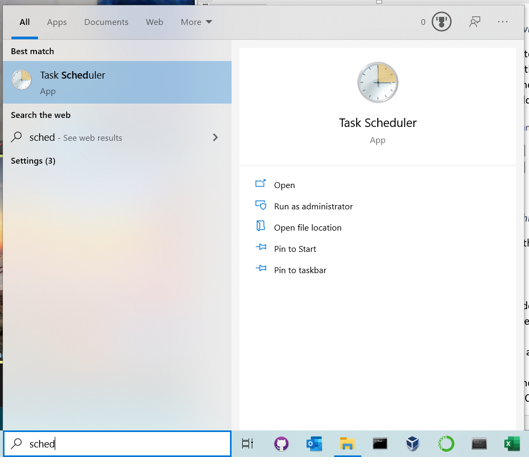 All Apps Documents Web More 0 ...
Best match
Task Scheduler
App
Search the web
sched - See web results
Settings (3)
Task Scheduler
App
Open
Run as administrator
Open file location
Pin to Start
Pin to taskbar
sched